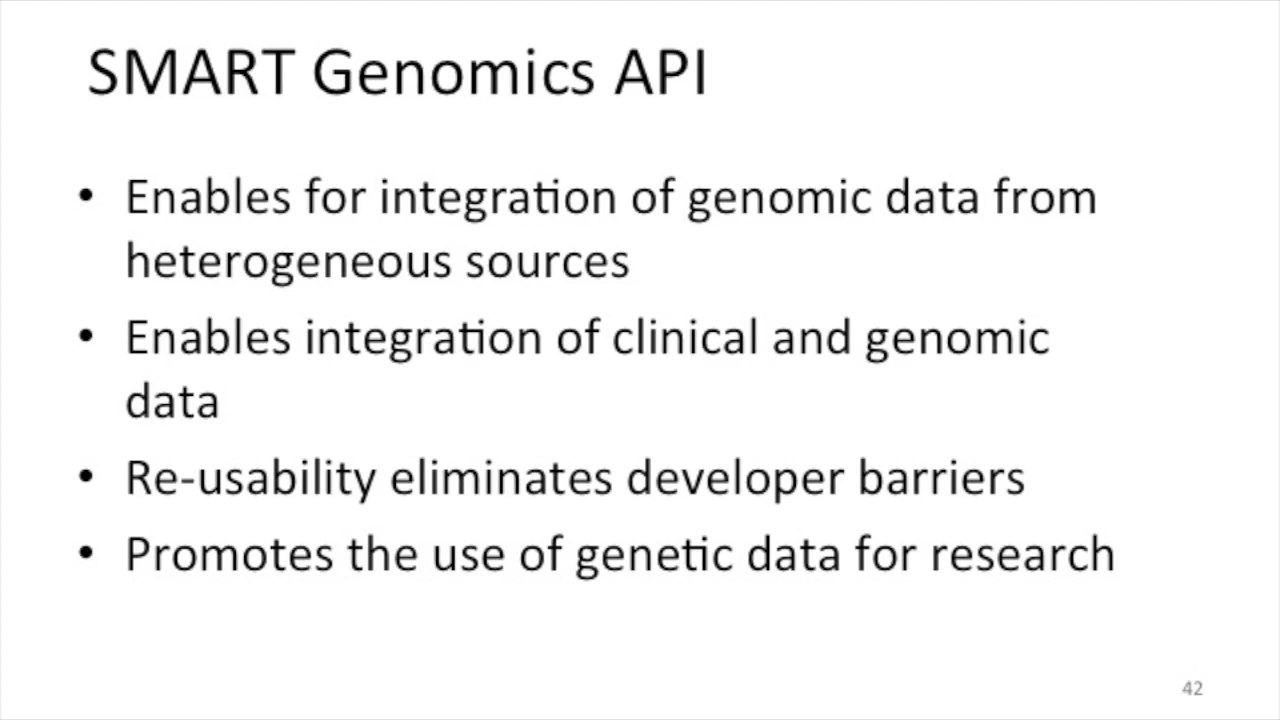 SMART Genomics API
• Enables for integration of genomic data from
heterogeneous sources
• Enables integration of clinical and genomic
data
• Re-usability eliminates developer barriers
• Promotes the use of genetic data for research
42